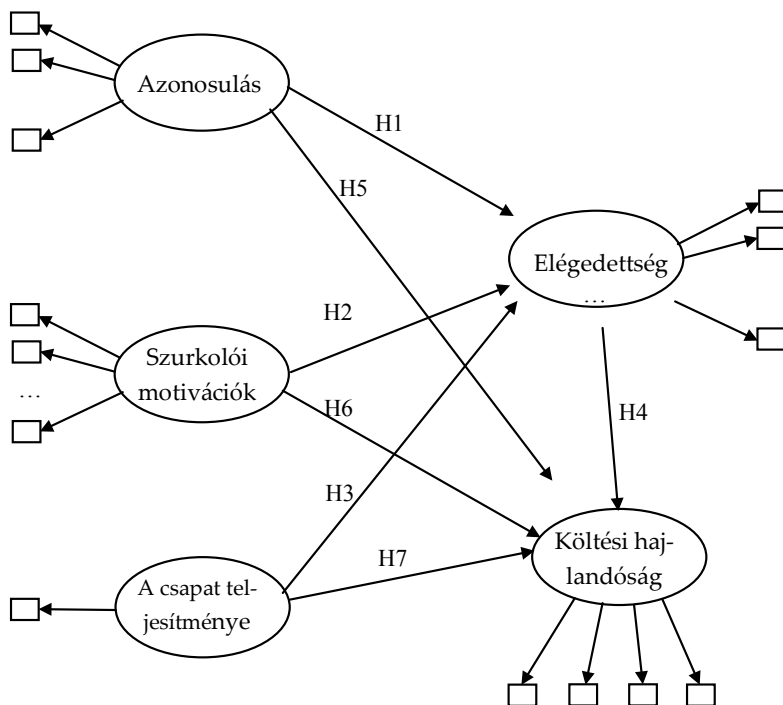 Azonosulás
H1
H5
Elégedettség
…
H2
Szurkolói
motivációk
…
H6
H4
H3
Költési haj-
landóság
H7
A csapat tel-
jesítménye